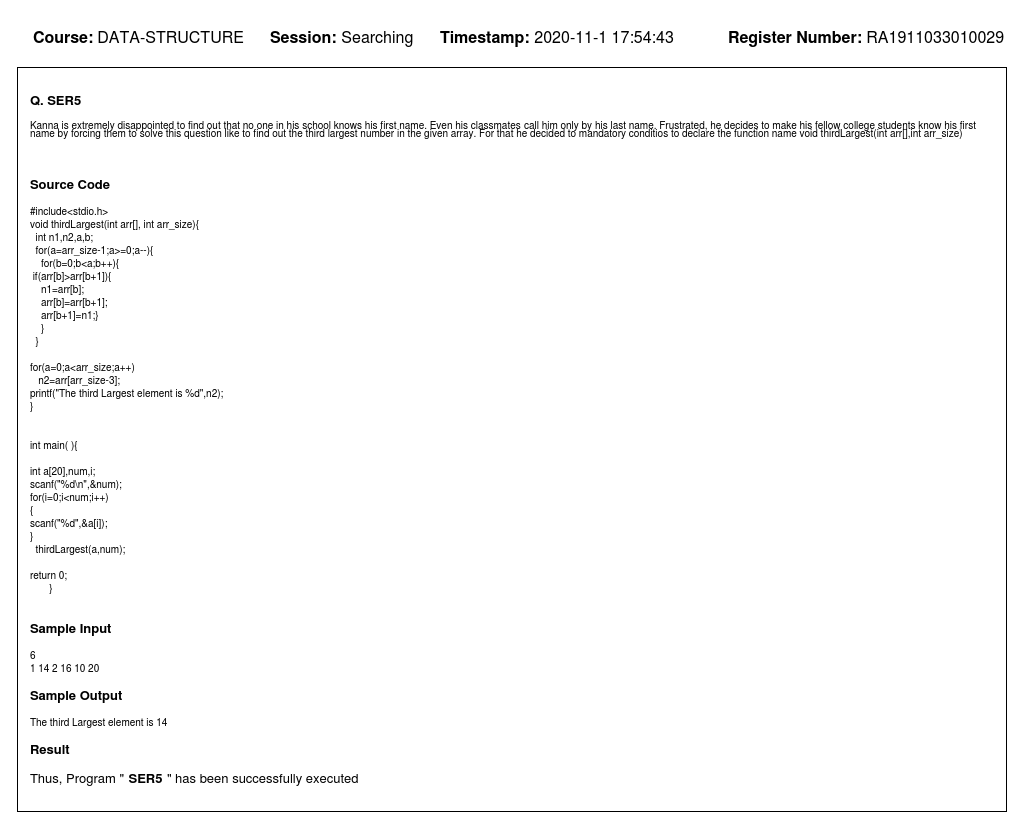 Course: DATA-STRUCTURE Session: Searching Timestamp: 2020-11-1 17:54:43 Register Number: RA1911033010029
Q. SER5
Kanna is extremely disappointed to find out that no one in his school knows his first name. Even his classmates call him only by his last name. Frustrated, he decides to make his fellow college students know his first
name by forcing them to solve this question like to find out the third largest number in the given array. For that he decided to mandatory conditios to declare the function name void thirdLargest(int arr[],int arr_size)
Source Code
#include<stdio.h>
void thirdLargest(int arr[], int arr_size){
int n1,n2,a,b;
for(a=arr_size-1;a>=0;a--){
for(b=0;b<a;b++){
if(arr[b]>arr[b+1]){
n1=arr[b];
arr[b]=arr[b+1];
arr[b+1]=n1;}
}
}
for(a=0;a<arr_size;a++)
n2=arr[arr_size-3];
printf("The third Largest element is %d",n2);
}
int main( ){
int a[20],num,i;
scanf("%d\n",&num);
for(i=0;i<num;i++)
{
scanf("%d",&a[i]);
}
thirdLargest(a,num);
return 0;
}
Sample Input
6
1 14 2 16 10 20
Sample Output
The third Largest element is 14
Result
Thus, Program " SER5 " has been successfully executed